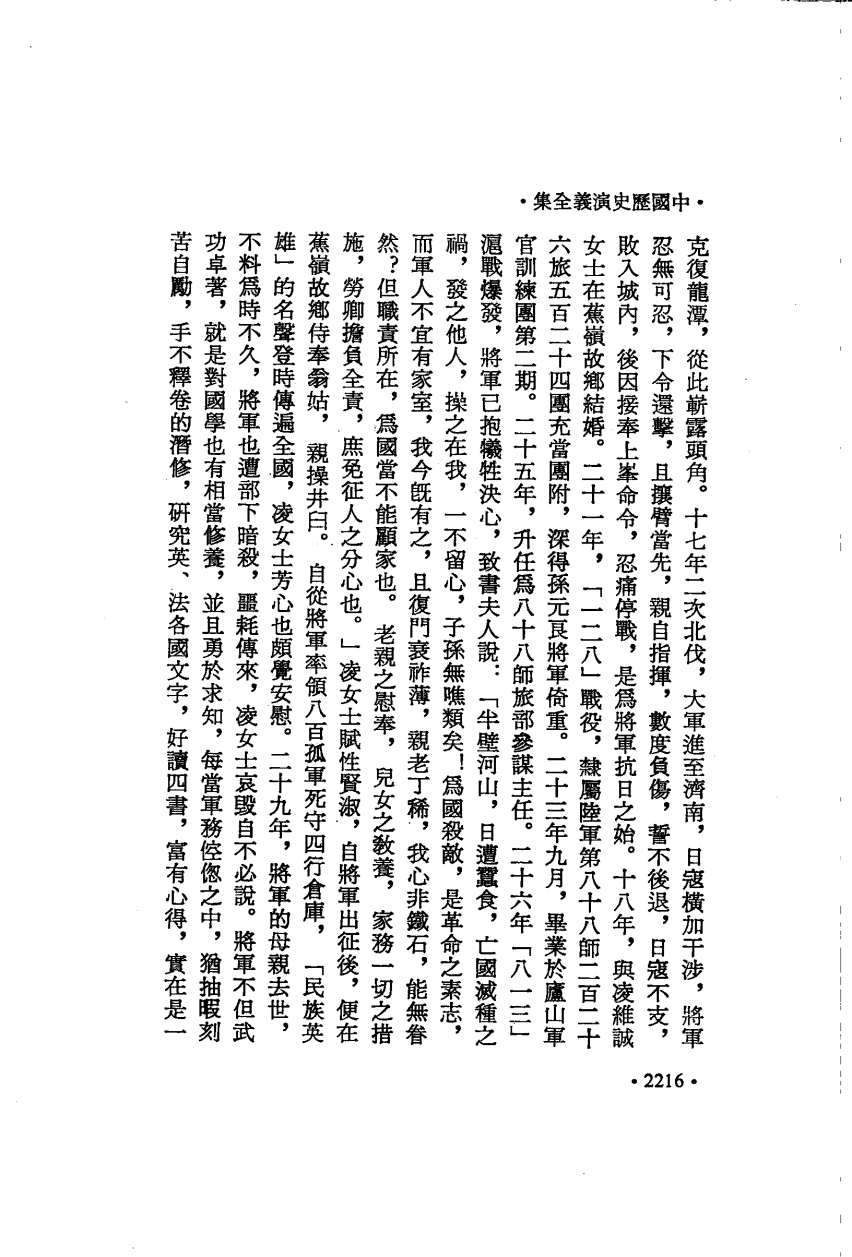 ·中國歷史演義全集·
克復龍潭，從此嶄露頭角。十七年二次北伐，大軍進至濟南，日寇橫加干涉，將軍
忍無可忍，下令還擊，且攘臂當先，親自指揮，數度負傷，誓不後退，日寇不支，
敗入城內，後因接奉上峯命令，忍痛停戰，是爲將軍抗日之始。十八年，與凌維誠
女士在蕉嶺故鄉結婚。二十一年，「一二八」戰役，隸屬陸軍第八十八師二百二十
六旅五百二十四團充當團附，深得孫元良將軍倚重。二十三年九月，畢業於廬山軍
官訓練團第二期。二十五年，升任爲八十八師旅部參謀主任。二十六年「八一三」
滬戰爆發，將軍已抱犧牲決心，致書夫人說：「半壁河山，日遭蠶食，亡國滅種之
禍，發之他人，操之在我，一不留心，子孫無噍類矣！爲國殺敵，是革命之素志，
而軍人不宜有家室，我今旣有之，且復門衰祚薄，親老丁稀，我心非鐵石，能無眷
然？但職責所在，爲國當不能顧家也。老親之慰奉，兒女之敎養，家務一切之措
施，勞卿擔負全責，庶免征人之分心也。」凌女士賦性賢淑，自將軍出征後，便在
蕉嶺故鄉侍奉翁姑，親操井臼。自從將軍率領八百孤軍死守四行倉庫，「民族英
雄」的名聲登時傳遍全國，凌女士芳心也頗覺安慰。二十九年，將軍的母親去世，
不料爲時不久，將軍也遭部下暗殺，噩耗傳來，凌女士哀毀自不必說。將軍不但武
功卓著，就是對國學也有相當修養，並且勇於求知，每當軍務倥傯之中，猶抽暇刻
苦自勵，手不釋卷的潛修，研究英、法各國文字，好讀四書，富有心得，實在是一
·2216·